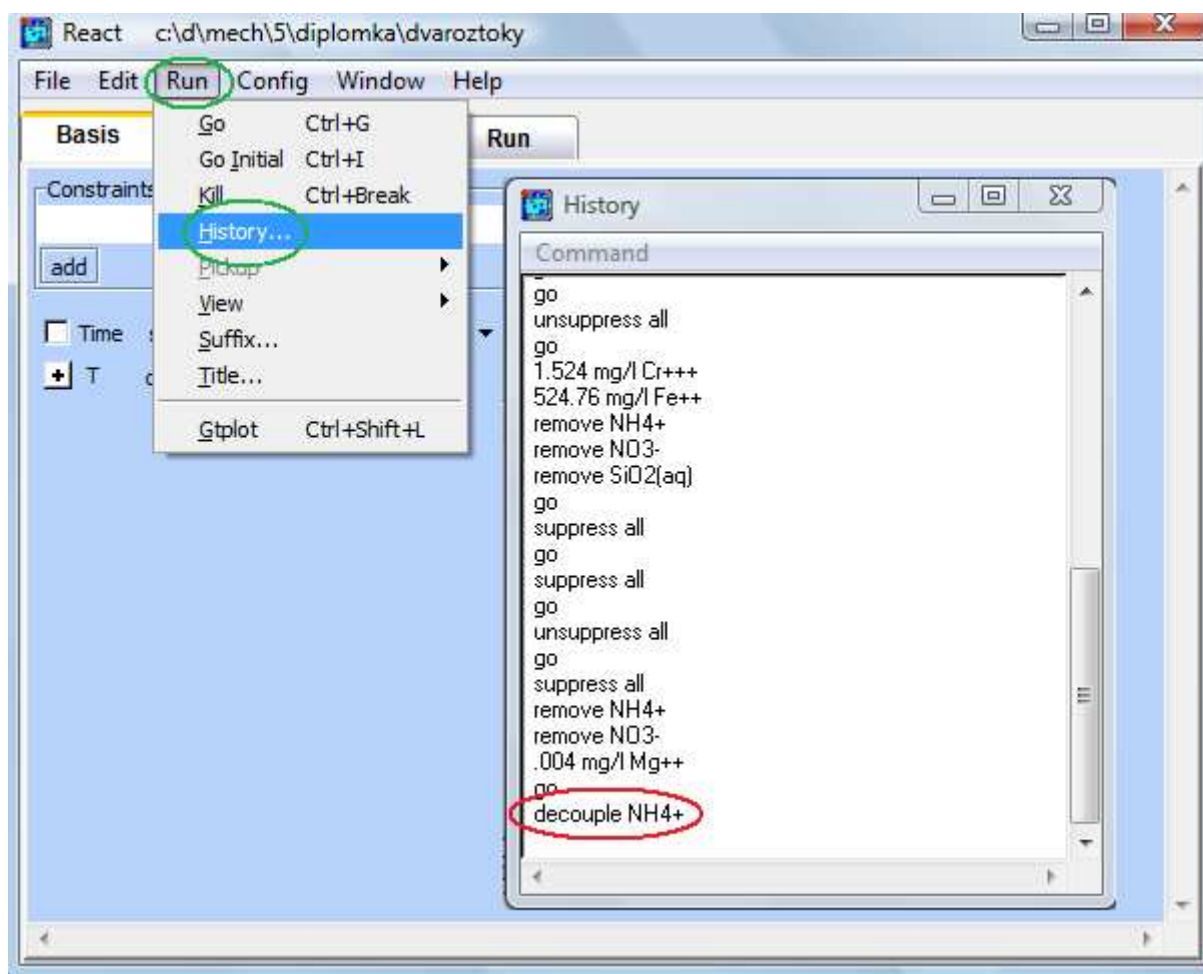 React c:\d\mech\5\diplomka\dvaroztoky
File Edit Run Config Window Help
Basis Run
Go Ctrl+G
Go Initial Ctrl+I
Kill Ctrl+Break
History...
Pickup
View
Suffix...
Title...
Gtplot Ctrl+Shift+L
Constraints
add
Time
T
History
Command
go
unsuppress all
go
1.524 mg/l Cr+++
524.76 mg/l Fe++
remove NH4+
remove NO3-
remove SiO2(aq)
go
suppress all
go
suppress all
go
unsuppress all
go
suppress all
remove NH4+
remove NO3-
.004 mg/l Mg++
go
decouple NH4+